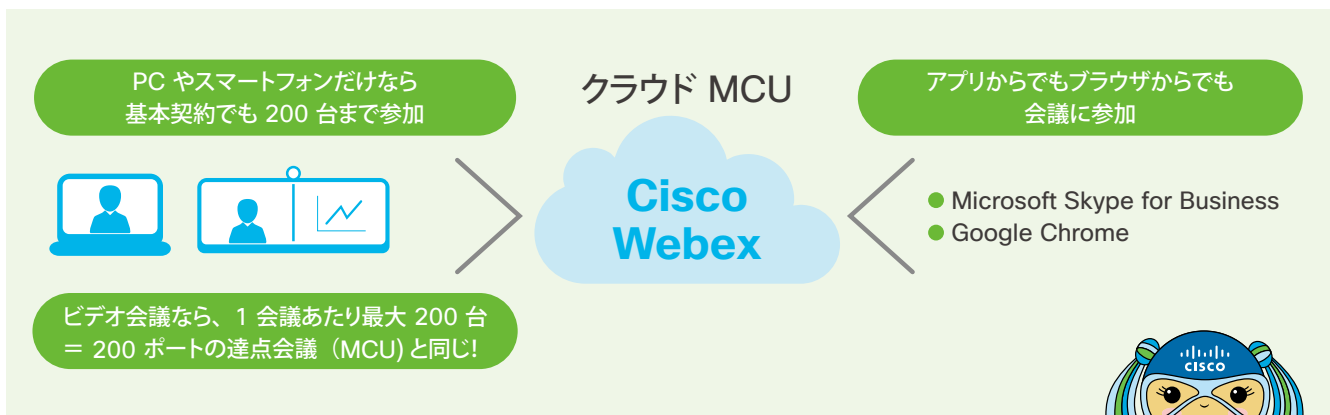 PC やスマートフォンだけなら
基本契約でも 200 台まで参加
ビデオ会議なら、1 会議あたり最大 200 台
＝ 200 ポートの達点会議（MCU) と同じ!
クラウド MCU
Cisco
Webex
アプリからでもブラウザからでも
会議に参加
● Microsoft Skype for Business
● Google Chrome
CISCO